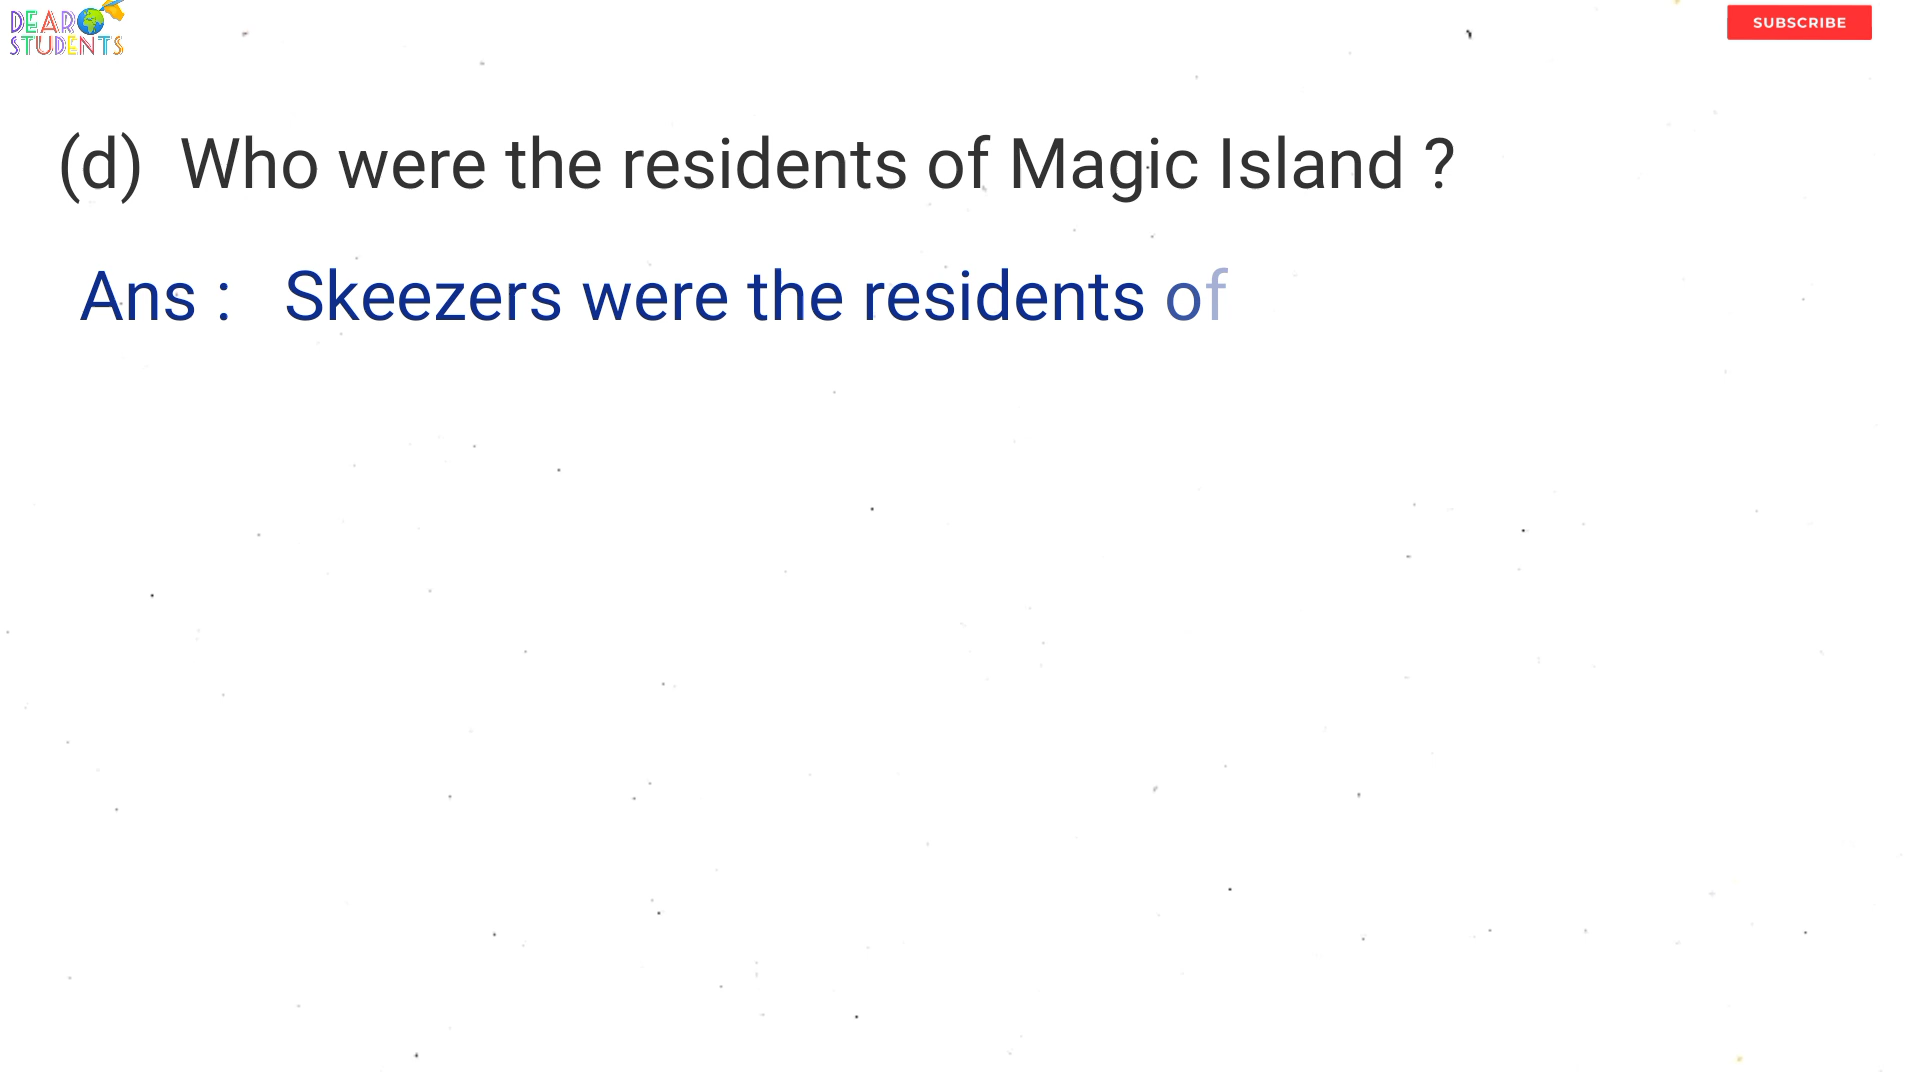 DEAR
STUDENTS
SUBSCRIBE
(d) Who were the residents of Magic Island ?
Ans : Skeezers were the residents of